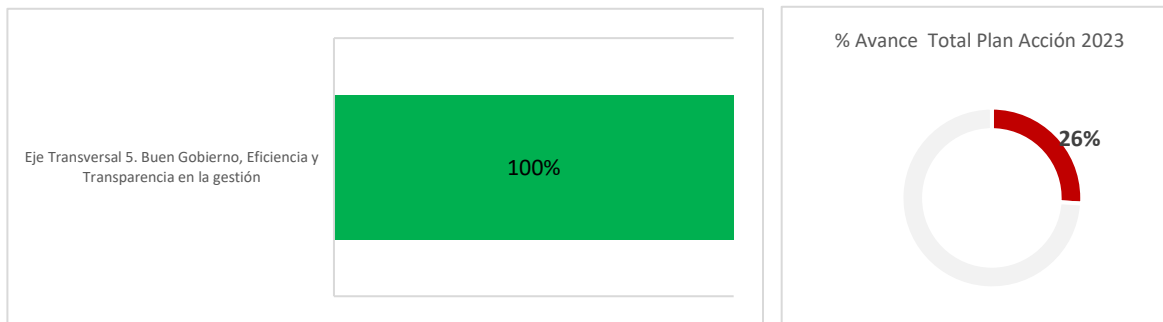 Eje Transversal 5. Buen Gobierno, Eficiencia y
Transparencia en la gestión
100%
% Avance  Total Plan Acción 2023
26%